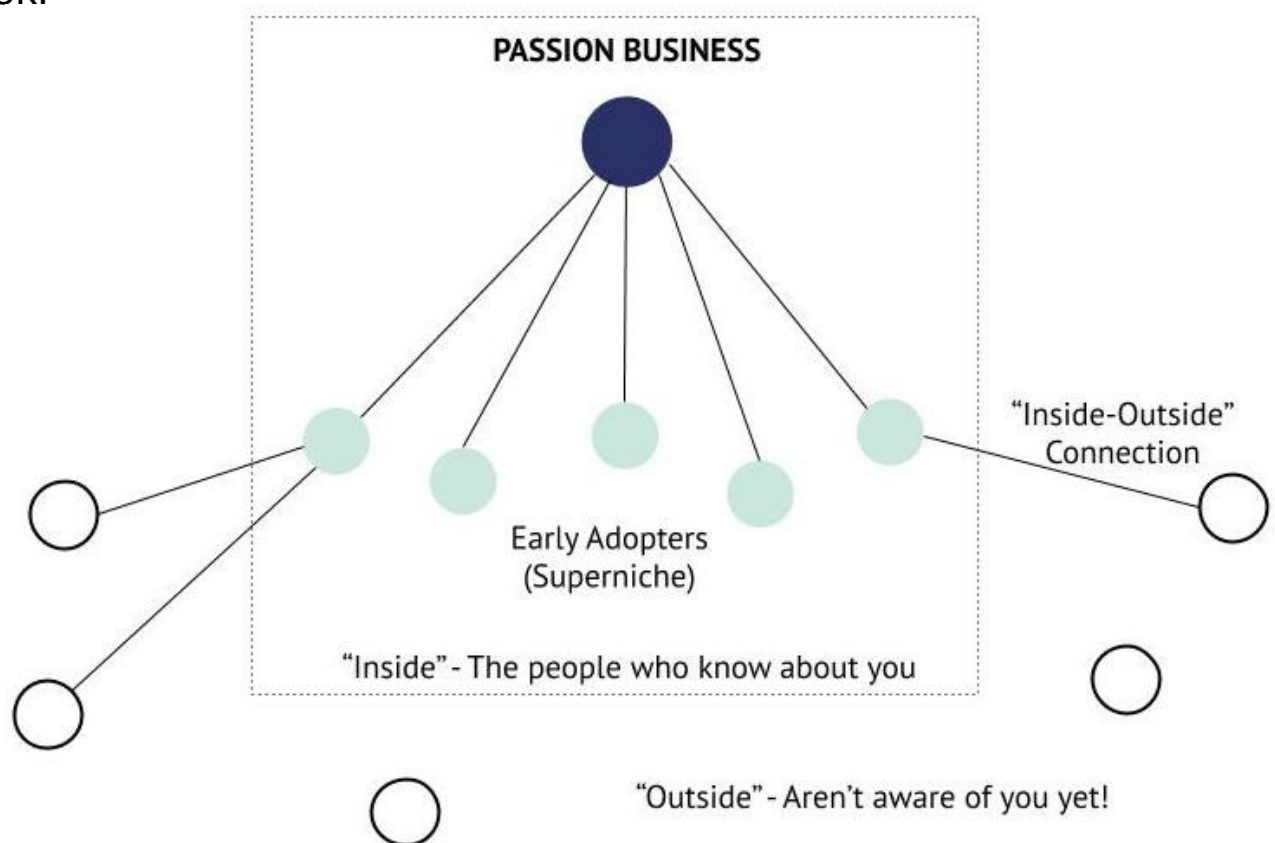 PASSION BUSINESS
“Inside-Outside”
Connection
Early Adopters
(Superniche)
“Inside” - The people who know about you
“Outside” - Aren’t aware of you yet!